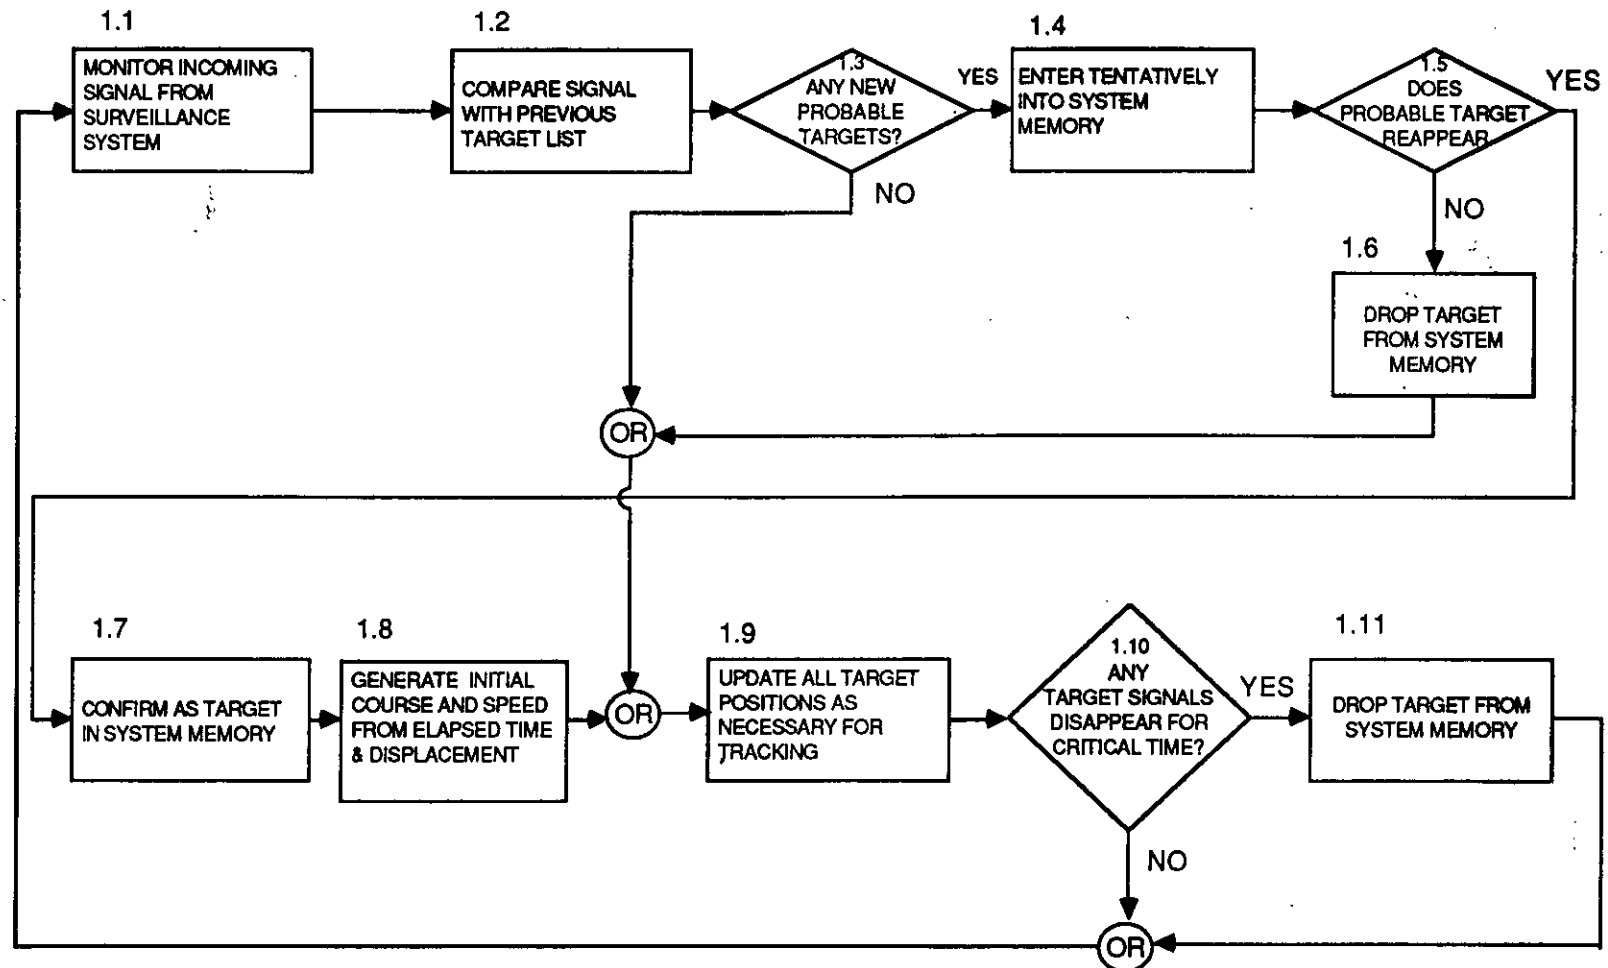 1.1
MONITOR INCOMING
SIGNAL FROM
SURVEILLANCE
SYSTEM
1.2
COMPARE SIGNAL
WITH PREVIOUS
TARGET LIST
1.3
ANY NEW
PROBABLE
TARGETS?
YES
NO
1.4
ENTER TENTATIVELY
INTO SYSTEM
MEMORY
1.5
DOES
PROBABLE TARGET
REAPPEAR
YES
NO
1.6
DROP TARGET
FROM SYSTEM
MEMORY
OR
1.7
CONFIRM AS TARGET
IN SYSTEM MEMORY
1.8
GENERATE INITIAL
COURSE AND SPEED
FROM ELAPSED TIME
& DISPLACEMENT
OR
1.9
UPDATE ALL TARGET
POSITIONS AS
NECESSARY FOR
TRACKING
1.10
ANY
TARGET SIGNALS
DISAPPEAR FOR
CRITICAL TIME?
YES
NO
1.11
DROP TARGET FROM
SYSTEM MEMORY
OR